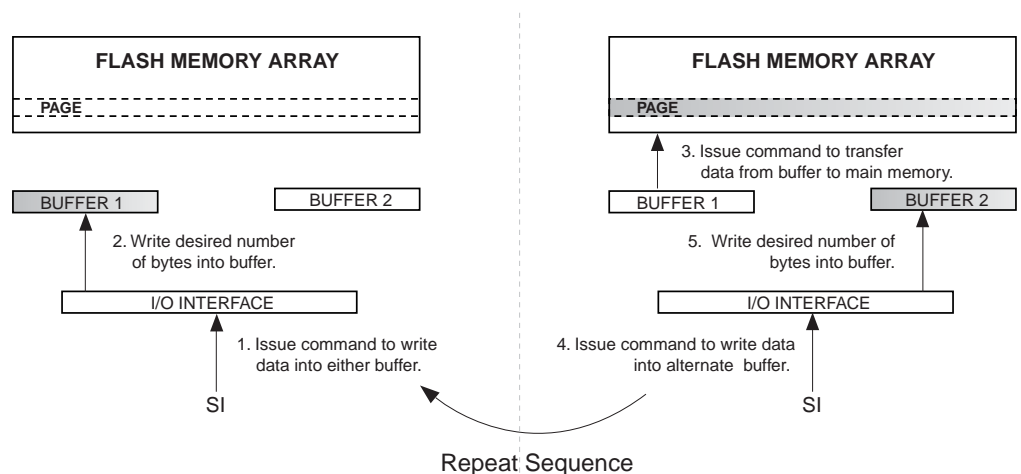 FLASH MEMORY ARRAY
PAGE
BUFFER 1
BUFFER 2
2. Write desired number
of bytes into buffer.
I/O INTERFACE
1. Issue command to write
data into either buffer.
SI
FLASH MEMORY ARRAY
PAGE
3. Issue command to transfer
data from buffer to main memory.
BUFFER 1
BUFFER 2
5. Write desired number of
bytes into buffer.
I/O INTERFACE
4. Issue command to write data
into alternate buffer.
SI
Repeat Sequence